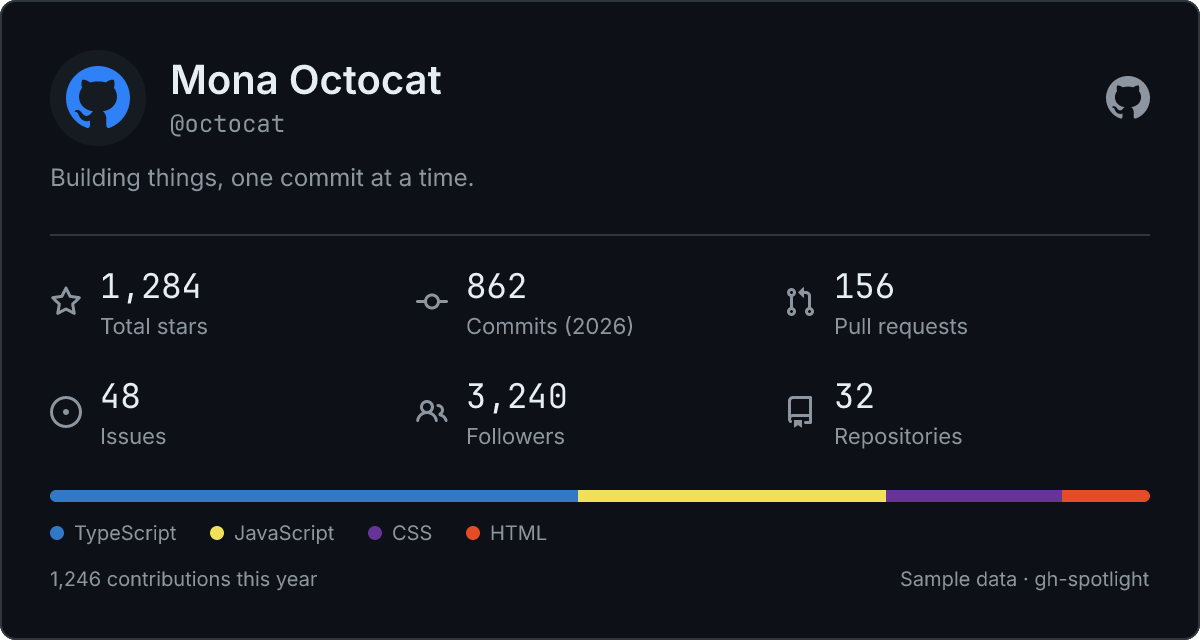 Mona Octocat
@octocat
Building things, one commit at a time.
1,284
Total stars
862
Commits (2026)
156
Pull requests
48
Issues
3,240
Followers
32
Repositories
TypeScript JavaScript CSS HTML
1,246 contributions this year
Sample data · gh-spotlight